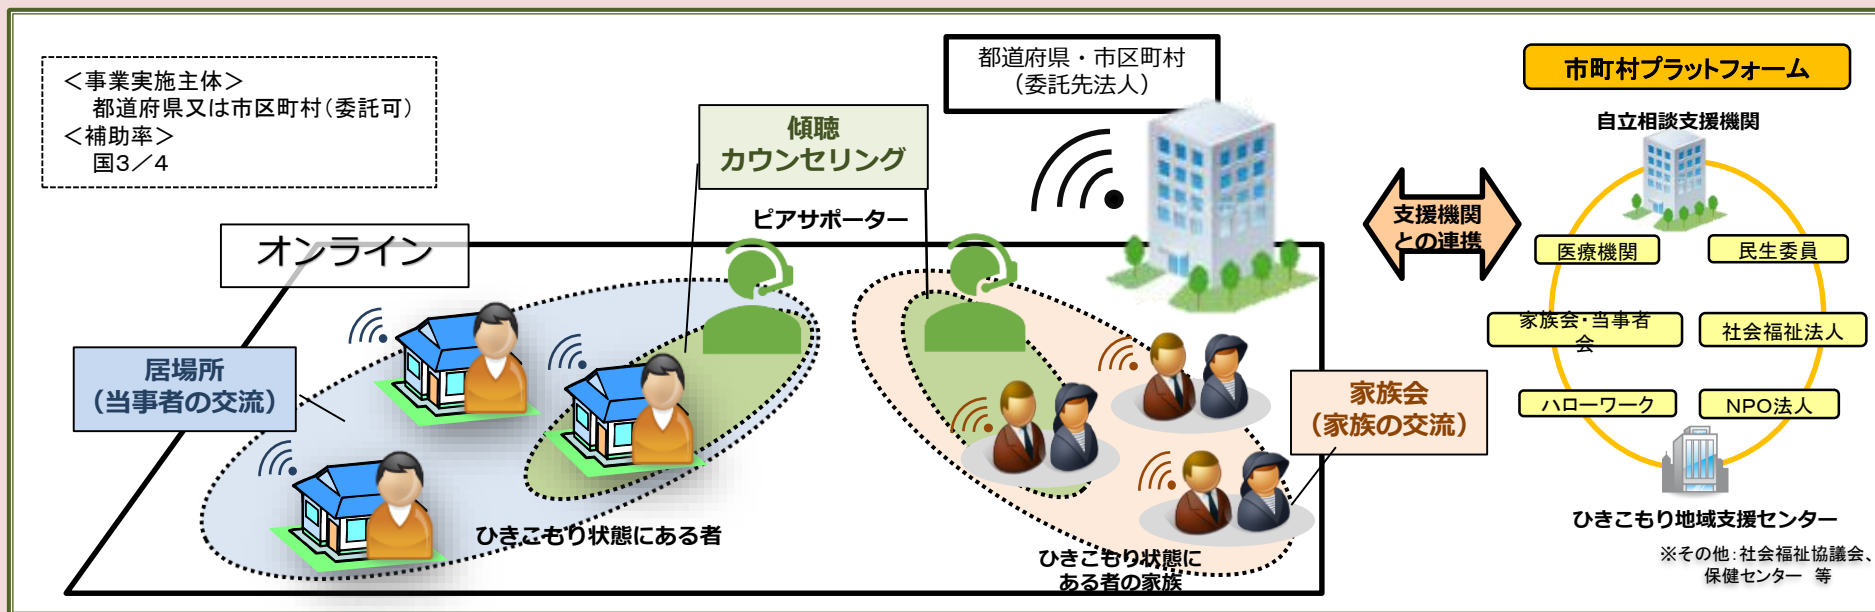 ＜事業実施主体＞
都道府県又は市区町村（委託可）
＜補助率＞
国3／4
オンライン
居場所
（当事者の交流）
傾聴
カウンセリング
ピアサポーター
ひきこもり状態にある者
都道府県・市区町村
（委託先法人）
家族会
（家族の交流）
ひきこもり状態に
ある者の家族
支援機関
との連携
市町村プラットフォーム
自立相談支援機関
医療機関
民生委員
家族会・当事者
会
社会福祉法人
ハローワーク
NPO法人
ひきこもり地域支援センター
※その他：社会福祉協議会、
保健センター　等